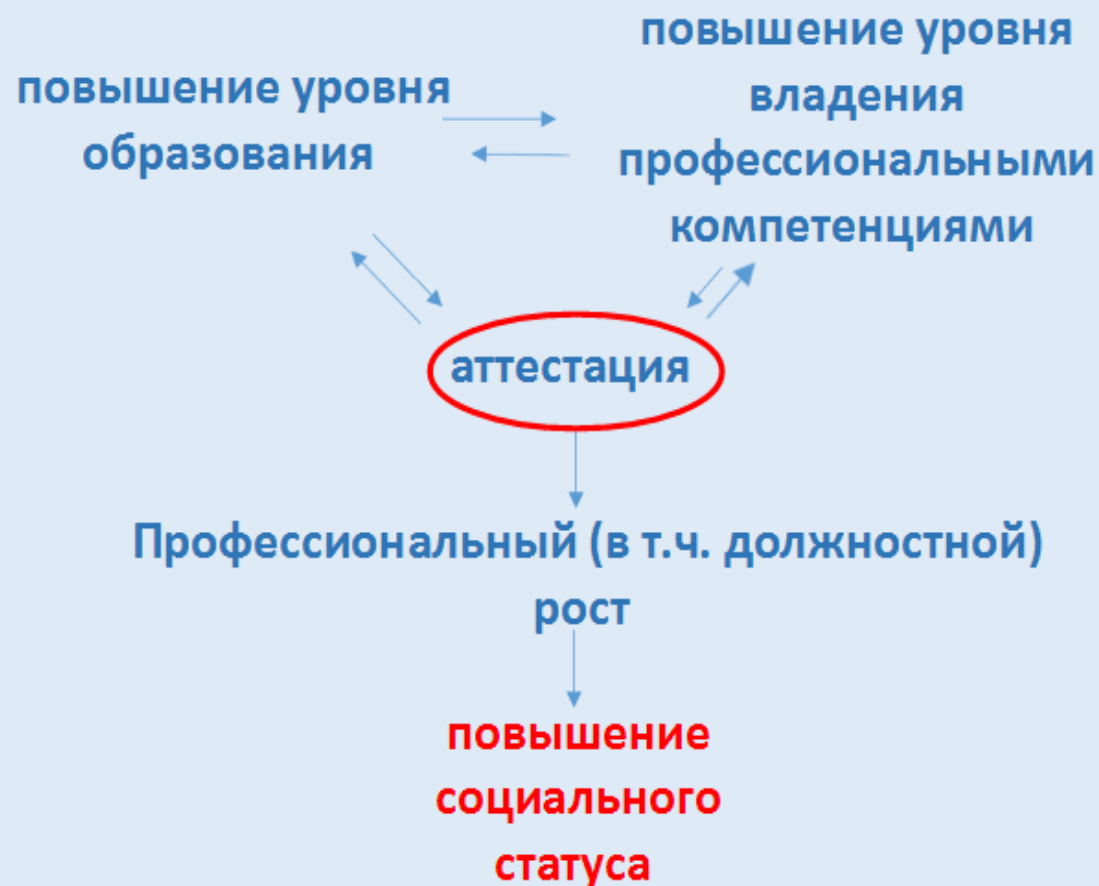 повышение уровня
образования
повышение уровня
владения
профессиональными
компетенциями
аттестация
Профессиональный (в т.ч. должностной)
рост
повышение
социального
статуса